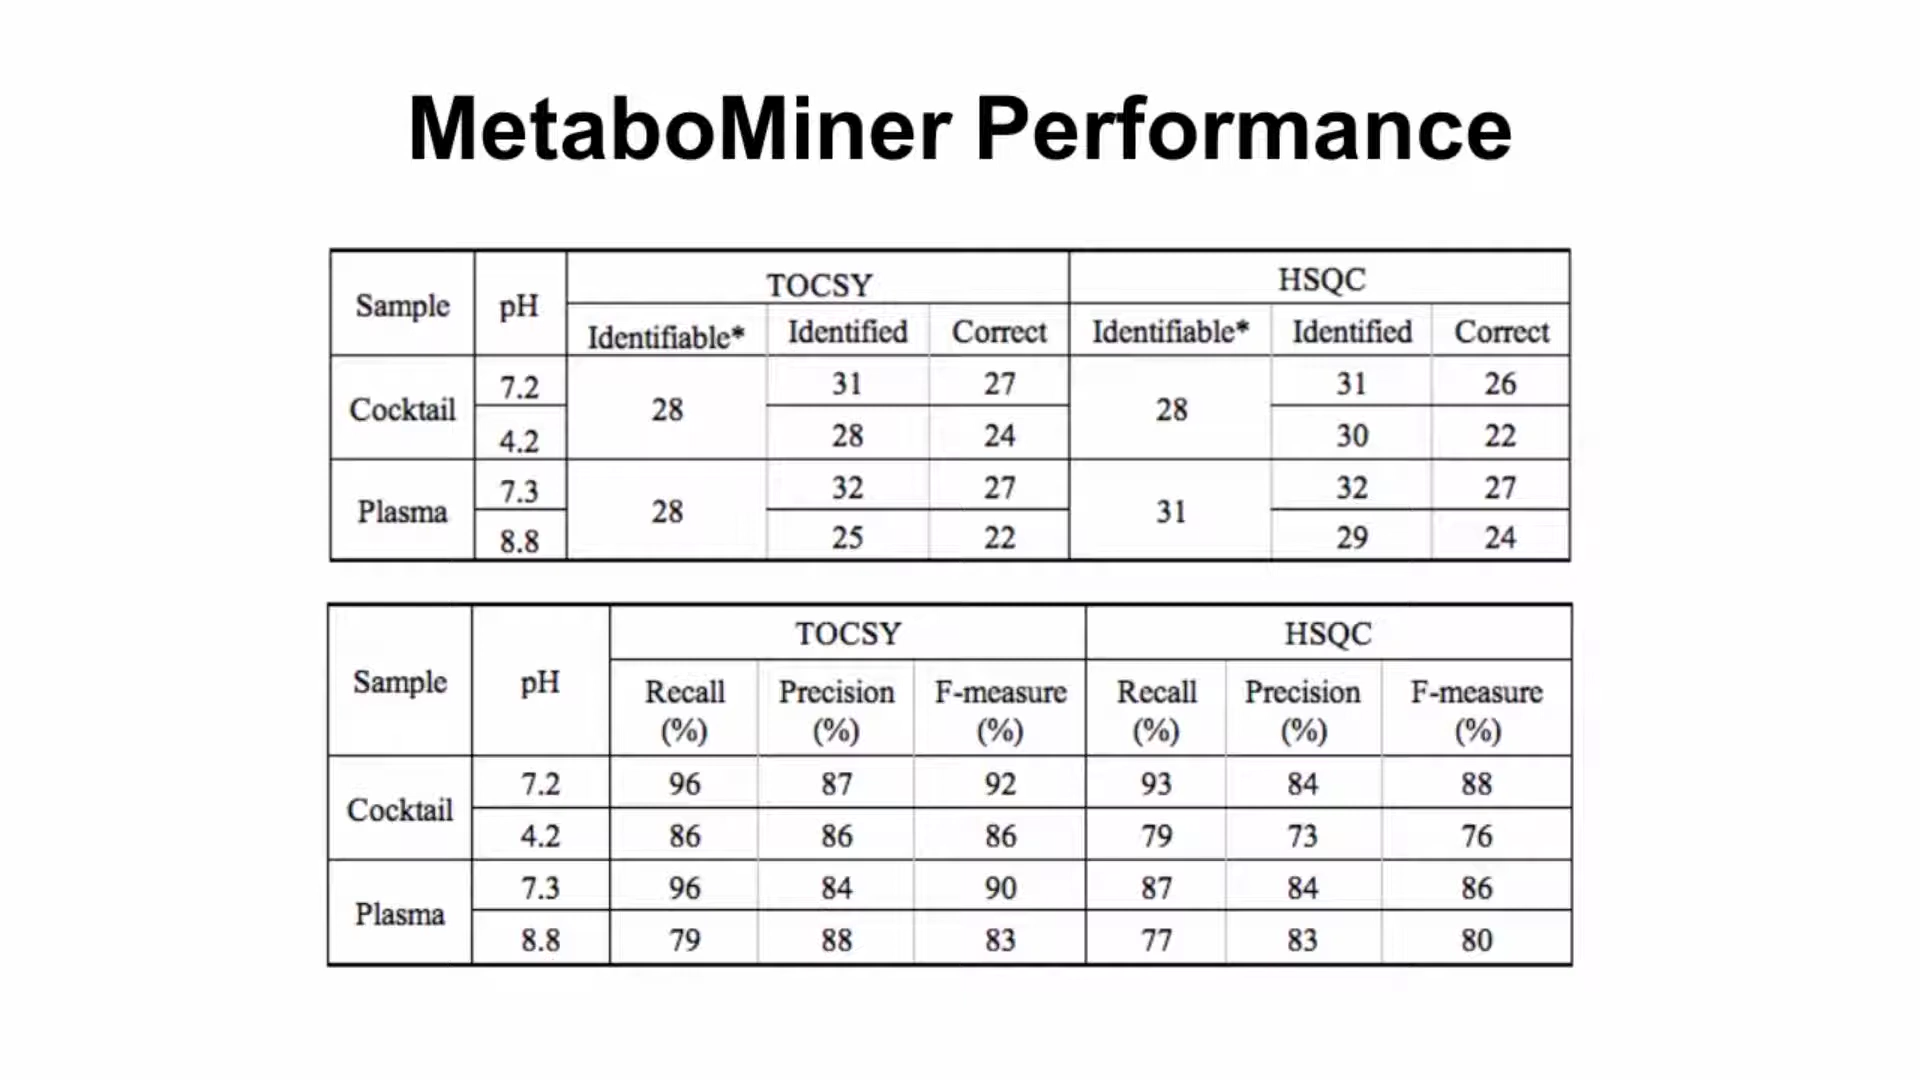 MetaboMiner Performance
Sample pH TOCSY HSQC
Identifiable* Identified Correct Identifiable* Identified Correct
Cocktail 7.2 28 31 27 28 31 26
4.2 28 24 30 22
Plasma 7.3 28 32 27 31 32 27
8.8 25 22 29 24
Sample pH TOCSY HSQC
Recall (%) Precision (%) F-measure (%) Recall (%) Precision (%) F-measure (%)
Cocktail 7.2 96 87 92 93 84 88
4.2 86 86 86 79 73 76
Plasma 7.3 96 84 90 87 84 86
8.8 79 88 83 77 83 80